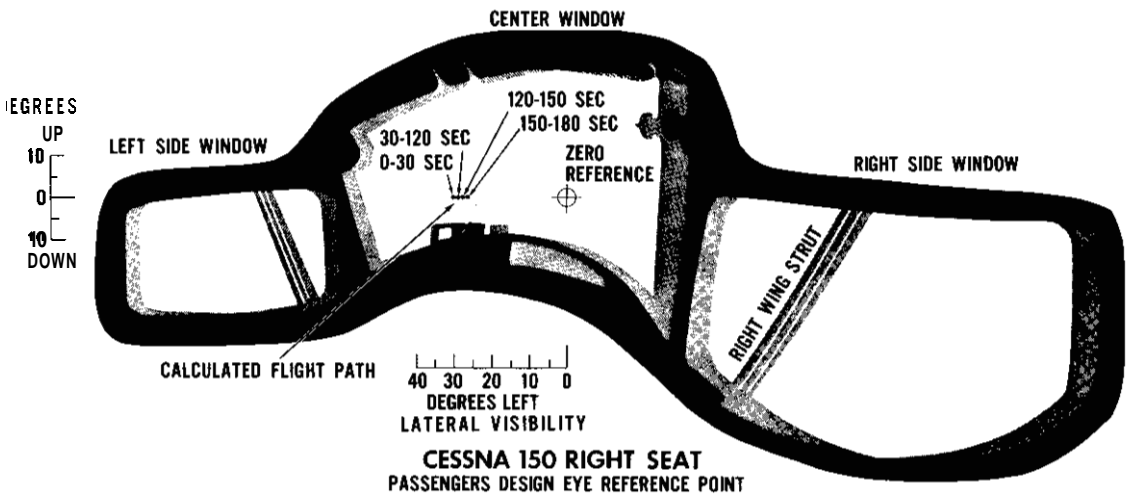 CENTER WINDOW
EGREES
UP
10
0
10
DOWN
LEFT SIDE WINDOW
120-150 SEC
150-180 SEC
30-120 SEC
0-30 SEC
ZERO
REFERENCE
RIGHT SIDE WINDOW
RIGHT WING STRUT
CALCULATED FLIGHT PATH
40 30 20 10 0
DEGREES LEFT
LATERAL VISIBILITY
CESSNA 150 RIGHT SEAT
PASSENGERS DESIGN EYE REFERENCE POINT